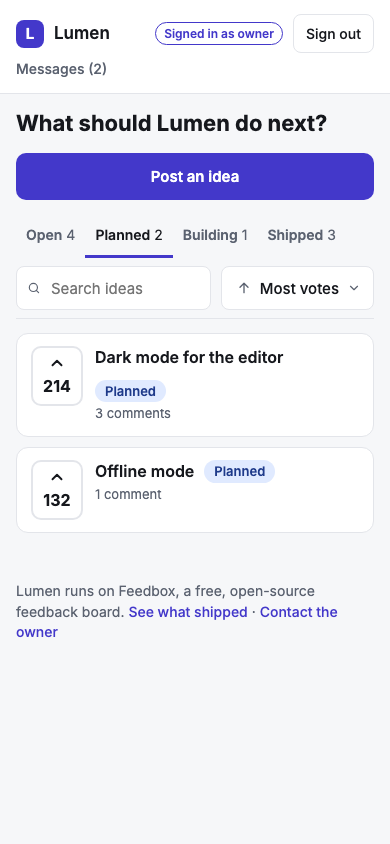 L Lumen Signed in as owner Sign out
Messages (2)
What should Lumen do next?
Post an idea
Open 4 Planned 2 Building 1 Shipped 3
Search ideas Most votes
214 Dark mode for the editor
Planned
3 comments
132 Offline mode Planned
1 comment
Lumen runs on Feedbox, a free, open-source
feedback board. See what shipped · Contact the
owner